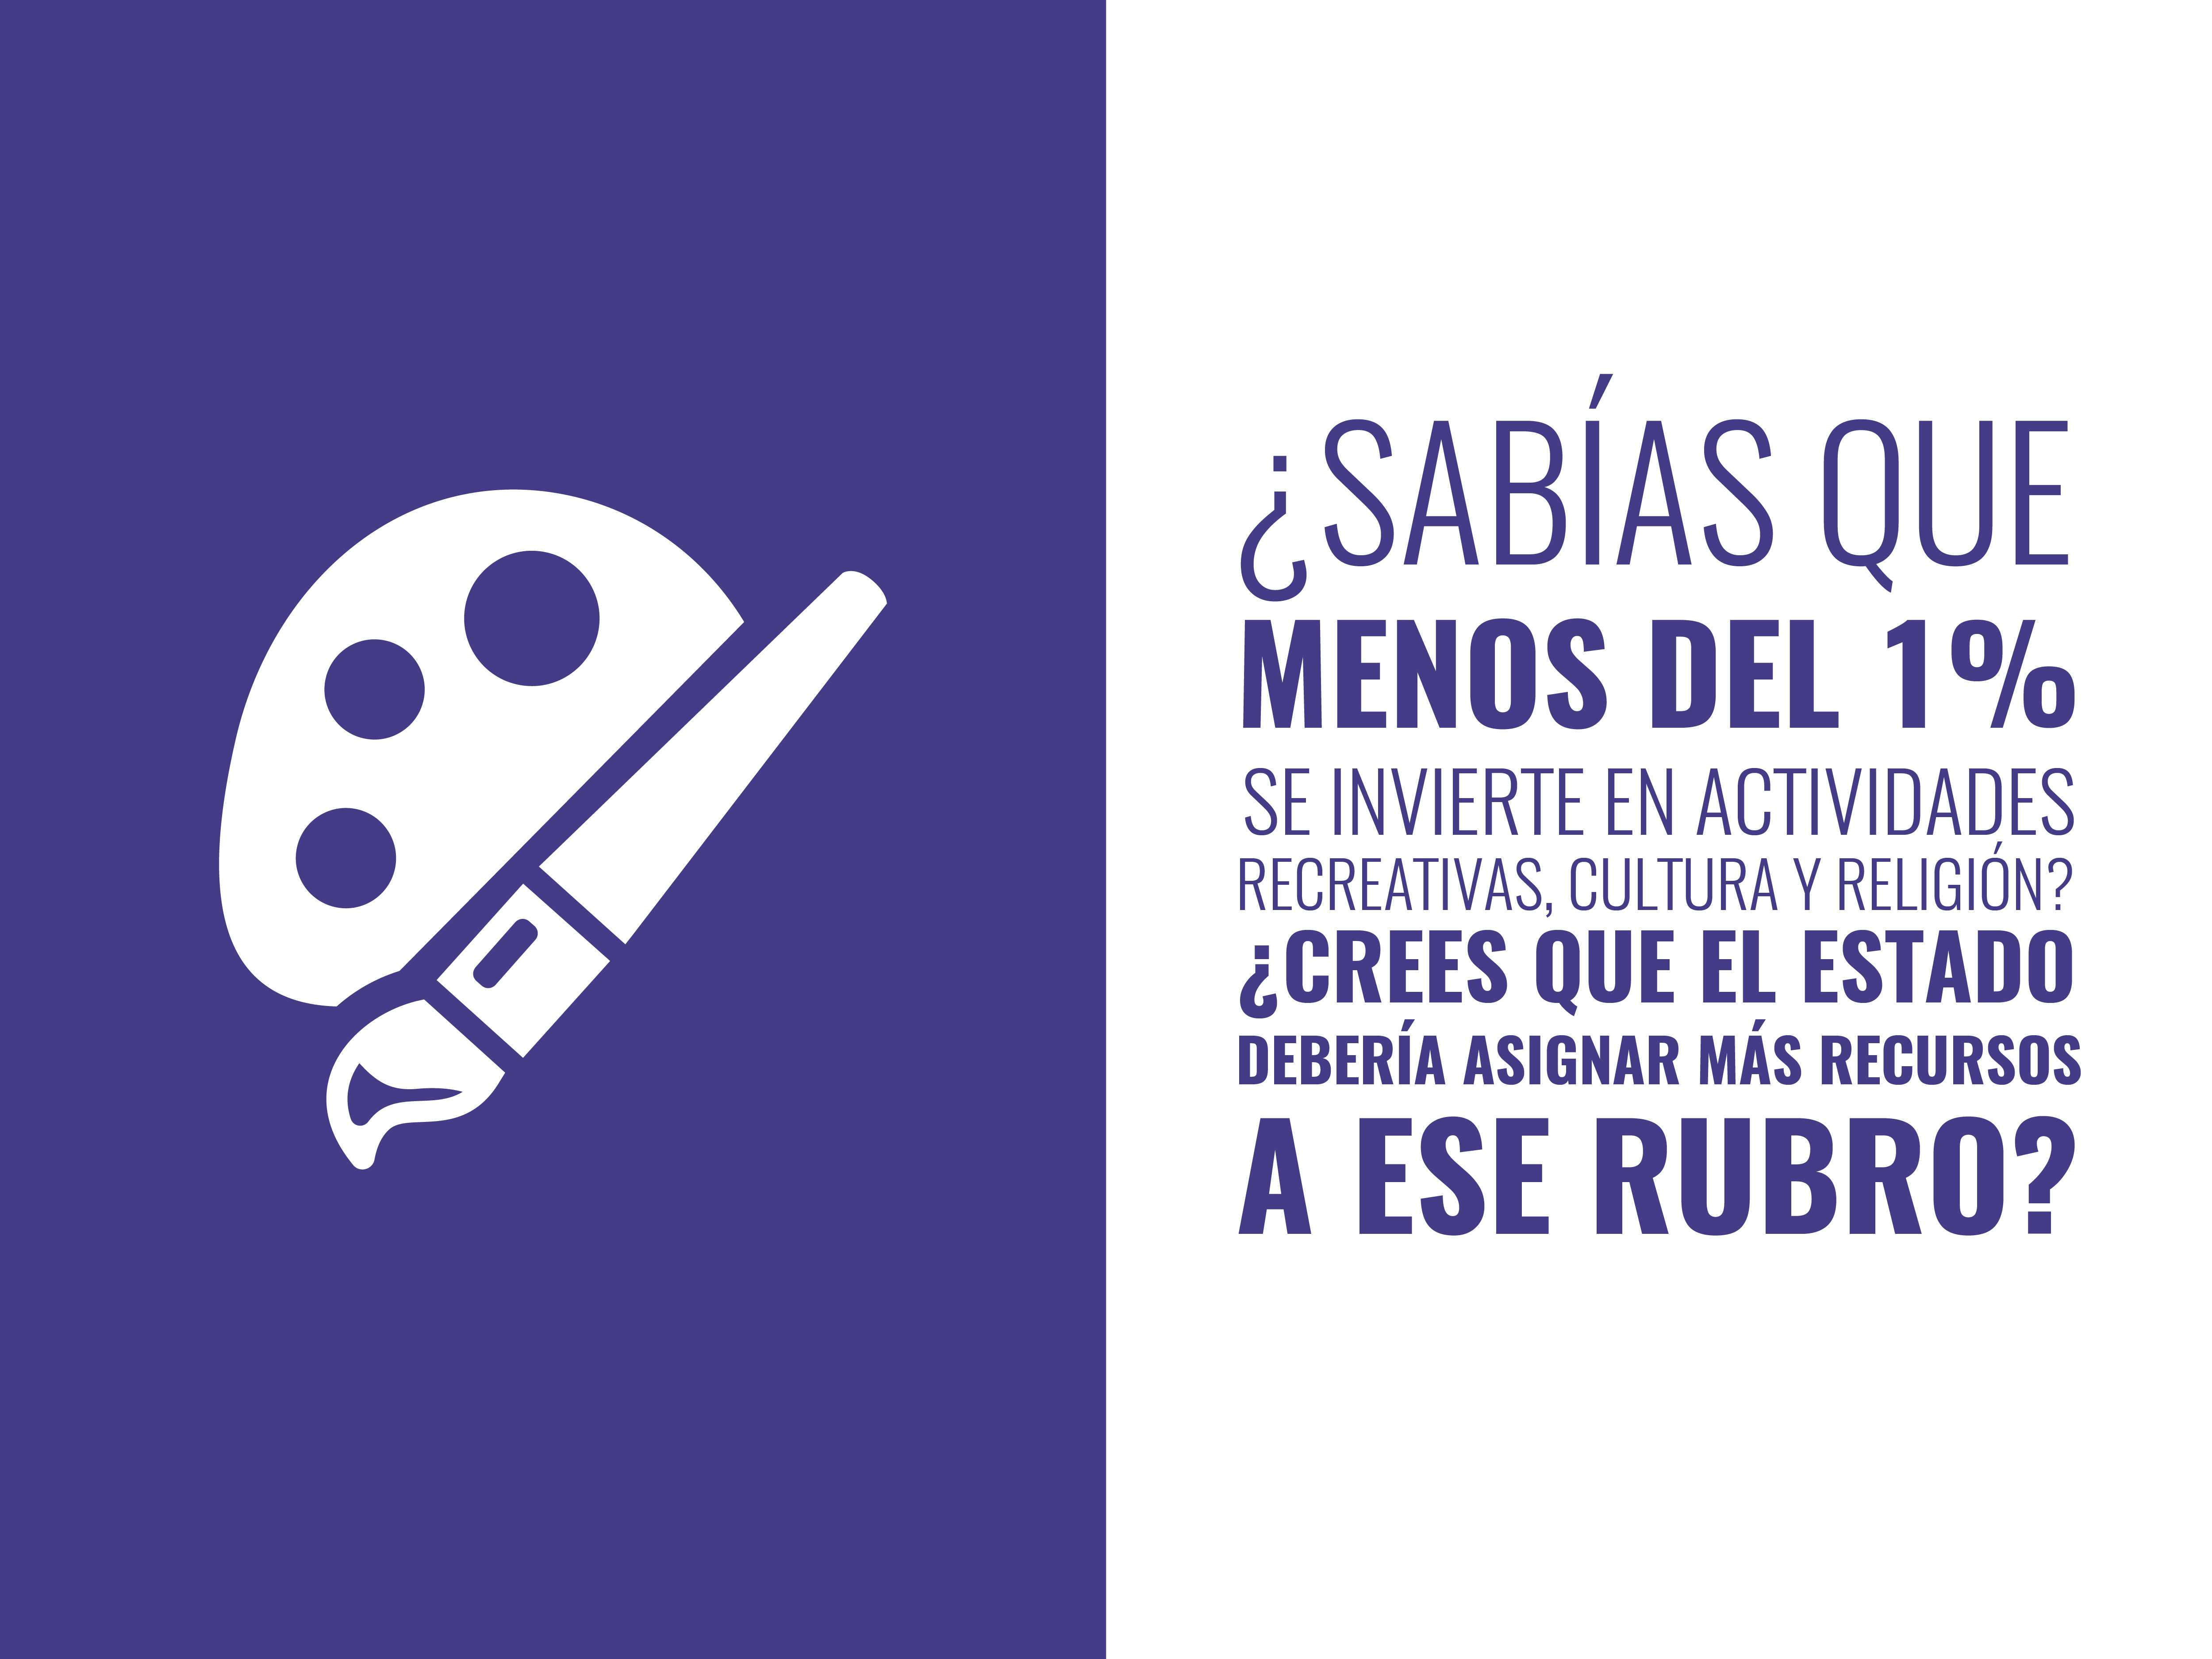 ¿SABÍAS QUE
MENOS DEL 1%
SE INVIERTE EN ACTIVIDADES
RECREATIVAS, CULTURA Y RELIGIÓN?
¿CREES QUE EL ESTADO
DEBERÍA ASIGNAR MÁS RECURSOS
A ESE RUBRO?